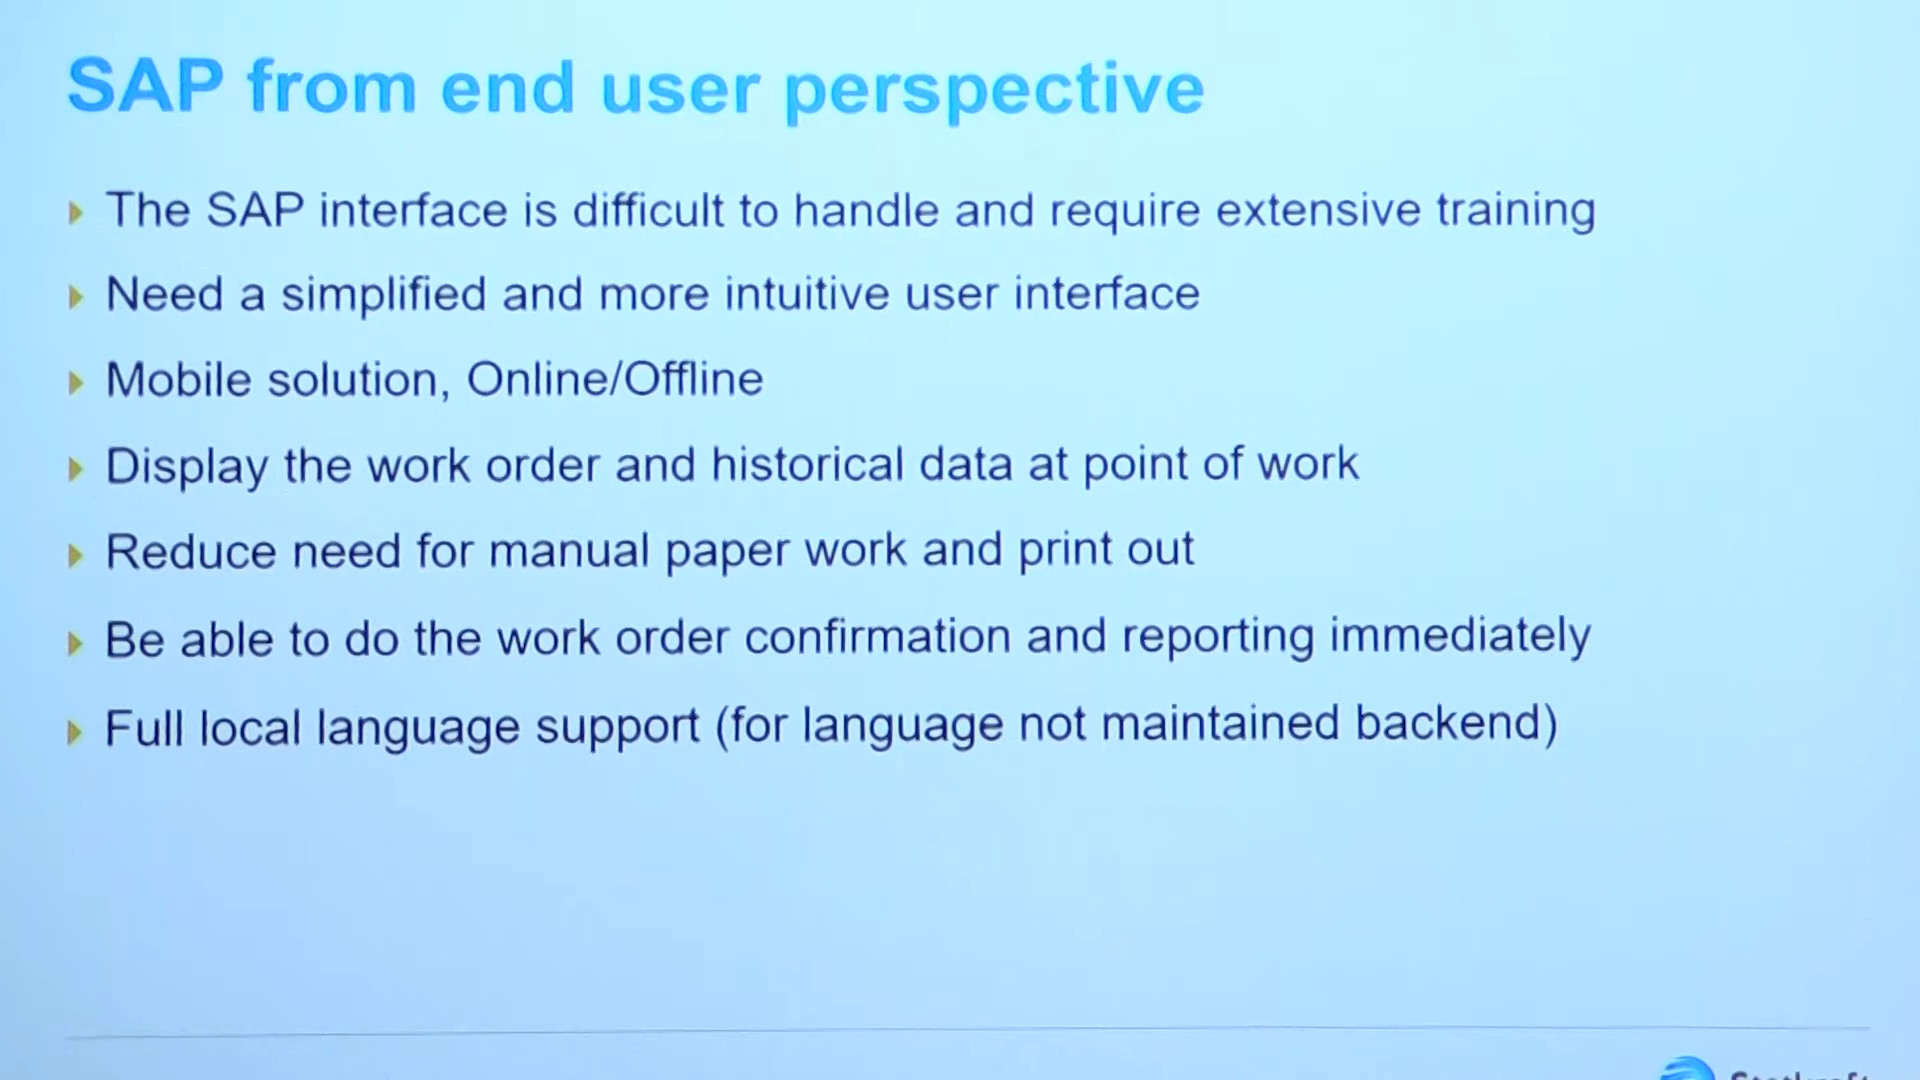 SAP from end user perspective
The SAP interface is difficult to handle and require extensive training
Need a simplified and more intuitive user interface
Mobile solution, Online/Offline
Display the work order and historical data at point of work
Reduce need for manual paper work and print out
Be able to do the work order confirmation and reporting immediately
Full local language support (for language not maintained backend)